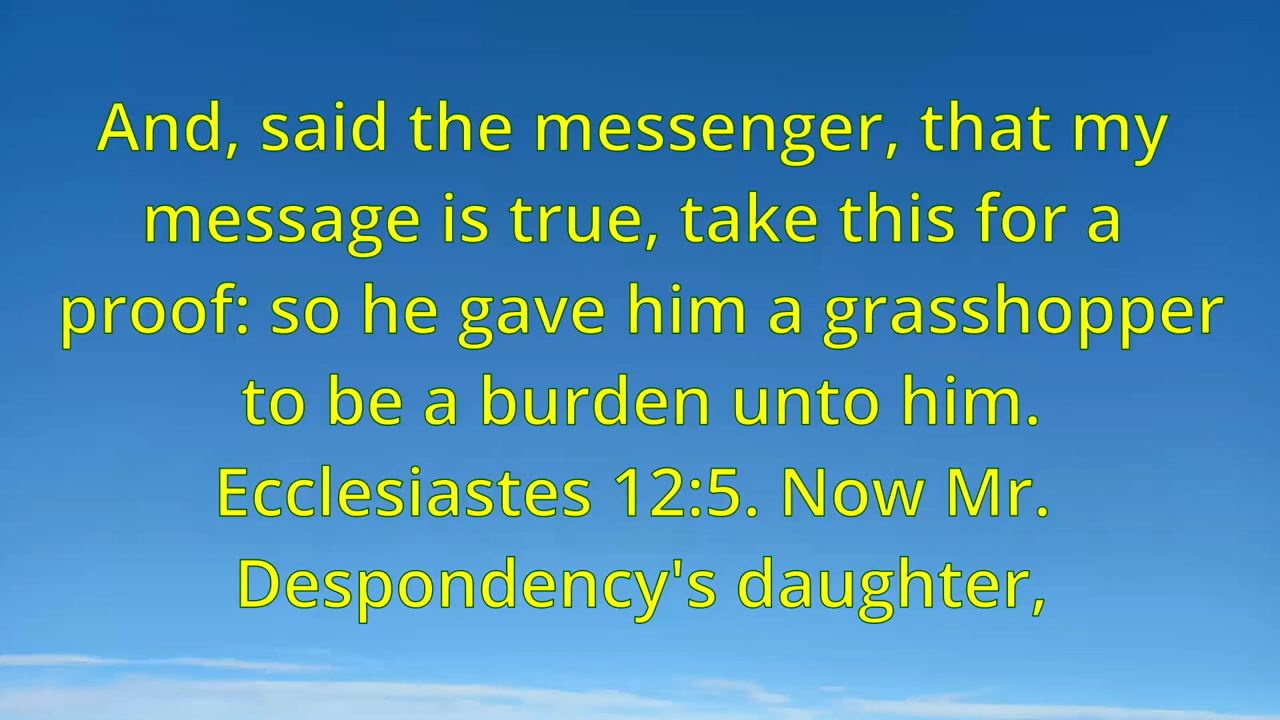 And, said the messenger, that my
message is true, take this for a
proof: so he gave him a grasshopper
to be a burden unto him.
Ecclesiastes 12:5. Now Mr.
Despondency's daughter,